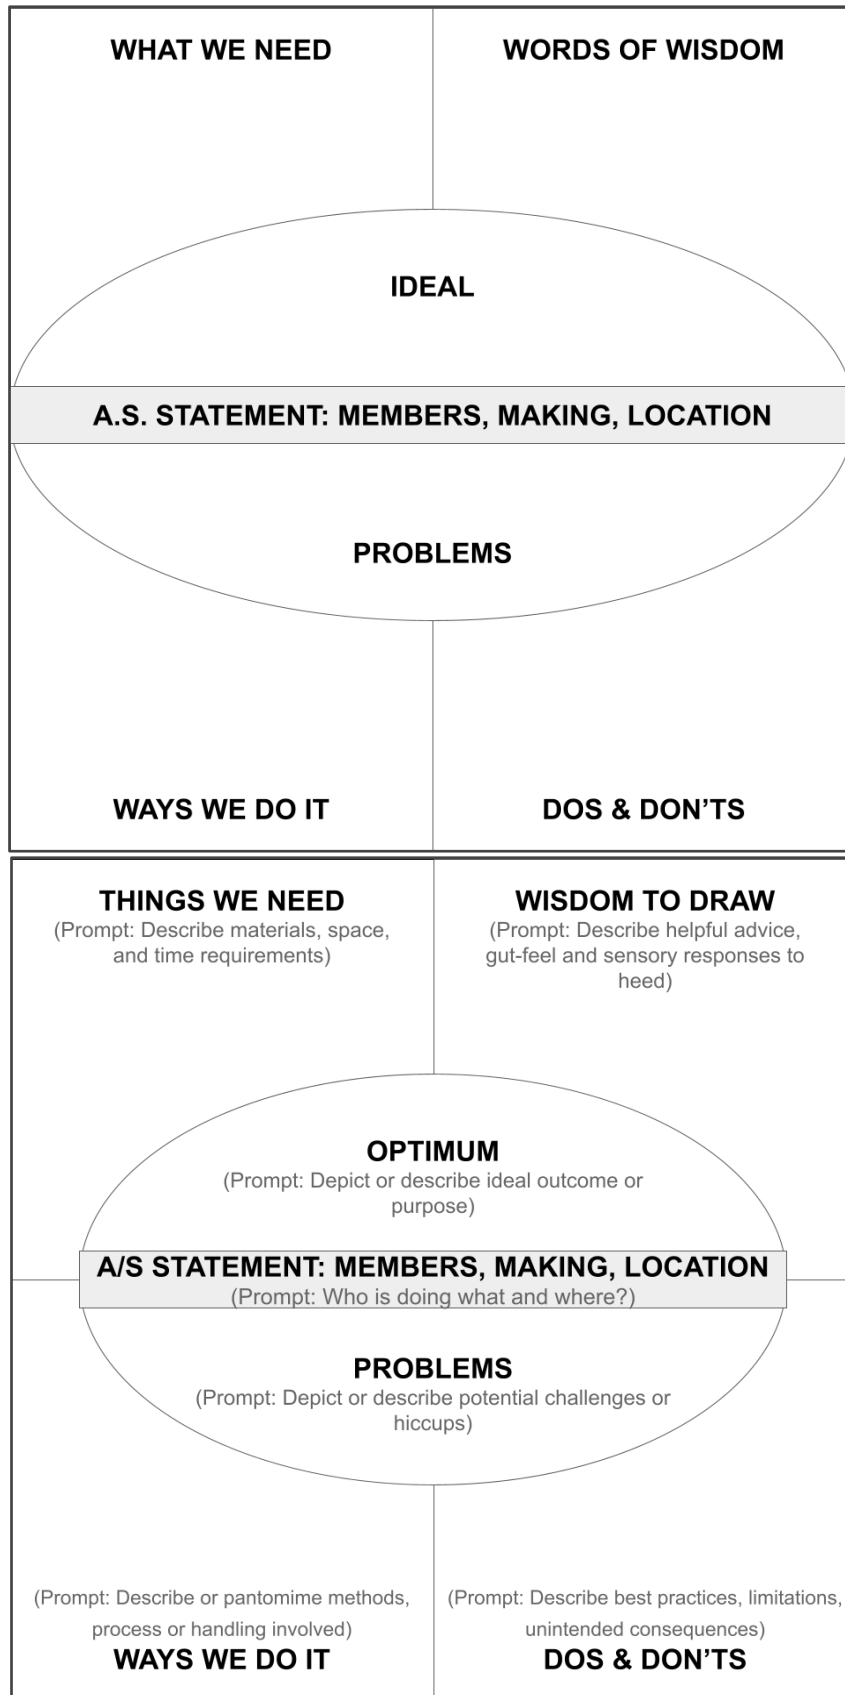 WHAT WE NEED
WORDS OF WISDOM
IDEAL
A.S. STATEMENT: MEMBERS, MAKING, LOCATION
PROBLEMS
WAYS WE DO IT
DOS & DON’TS
THINGS WE NEED
(Prompt: Describe materials, space,
and time requirements)
WISDOM TO DRAW
(Prompt: Describe helpful advice,
gut-feel and sensory responses to
heed)
OPTIMUM
(Prompt: Depict or describe ideal outcome or
purpose)
A/S STATEMENT: MEMBERS, MAKING, LOCATION
(Prompt: Who is doing what and where?)
PROBLEMS
(Prompt: Depict or describe potential challenges or
hiccups)
(Prompt: Describe or pantomime methods,
process or handling involved)
WAYS WE DO IT
(Prompt: Describe best practices, limitations,
unintended consequences)
DOS & DON’TS